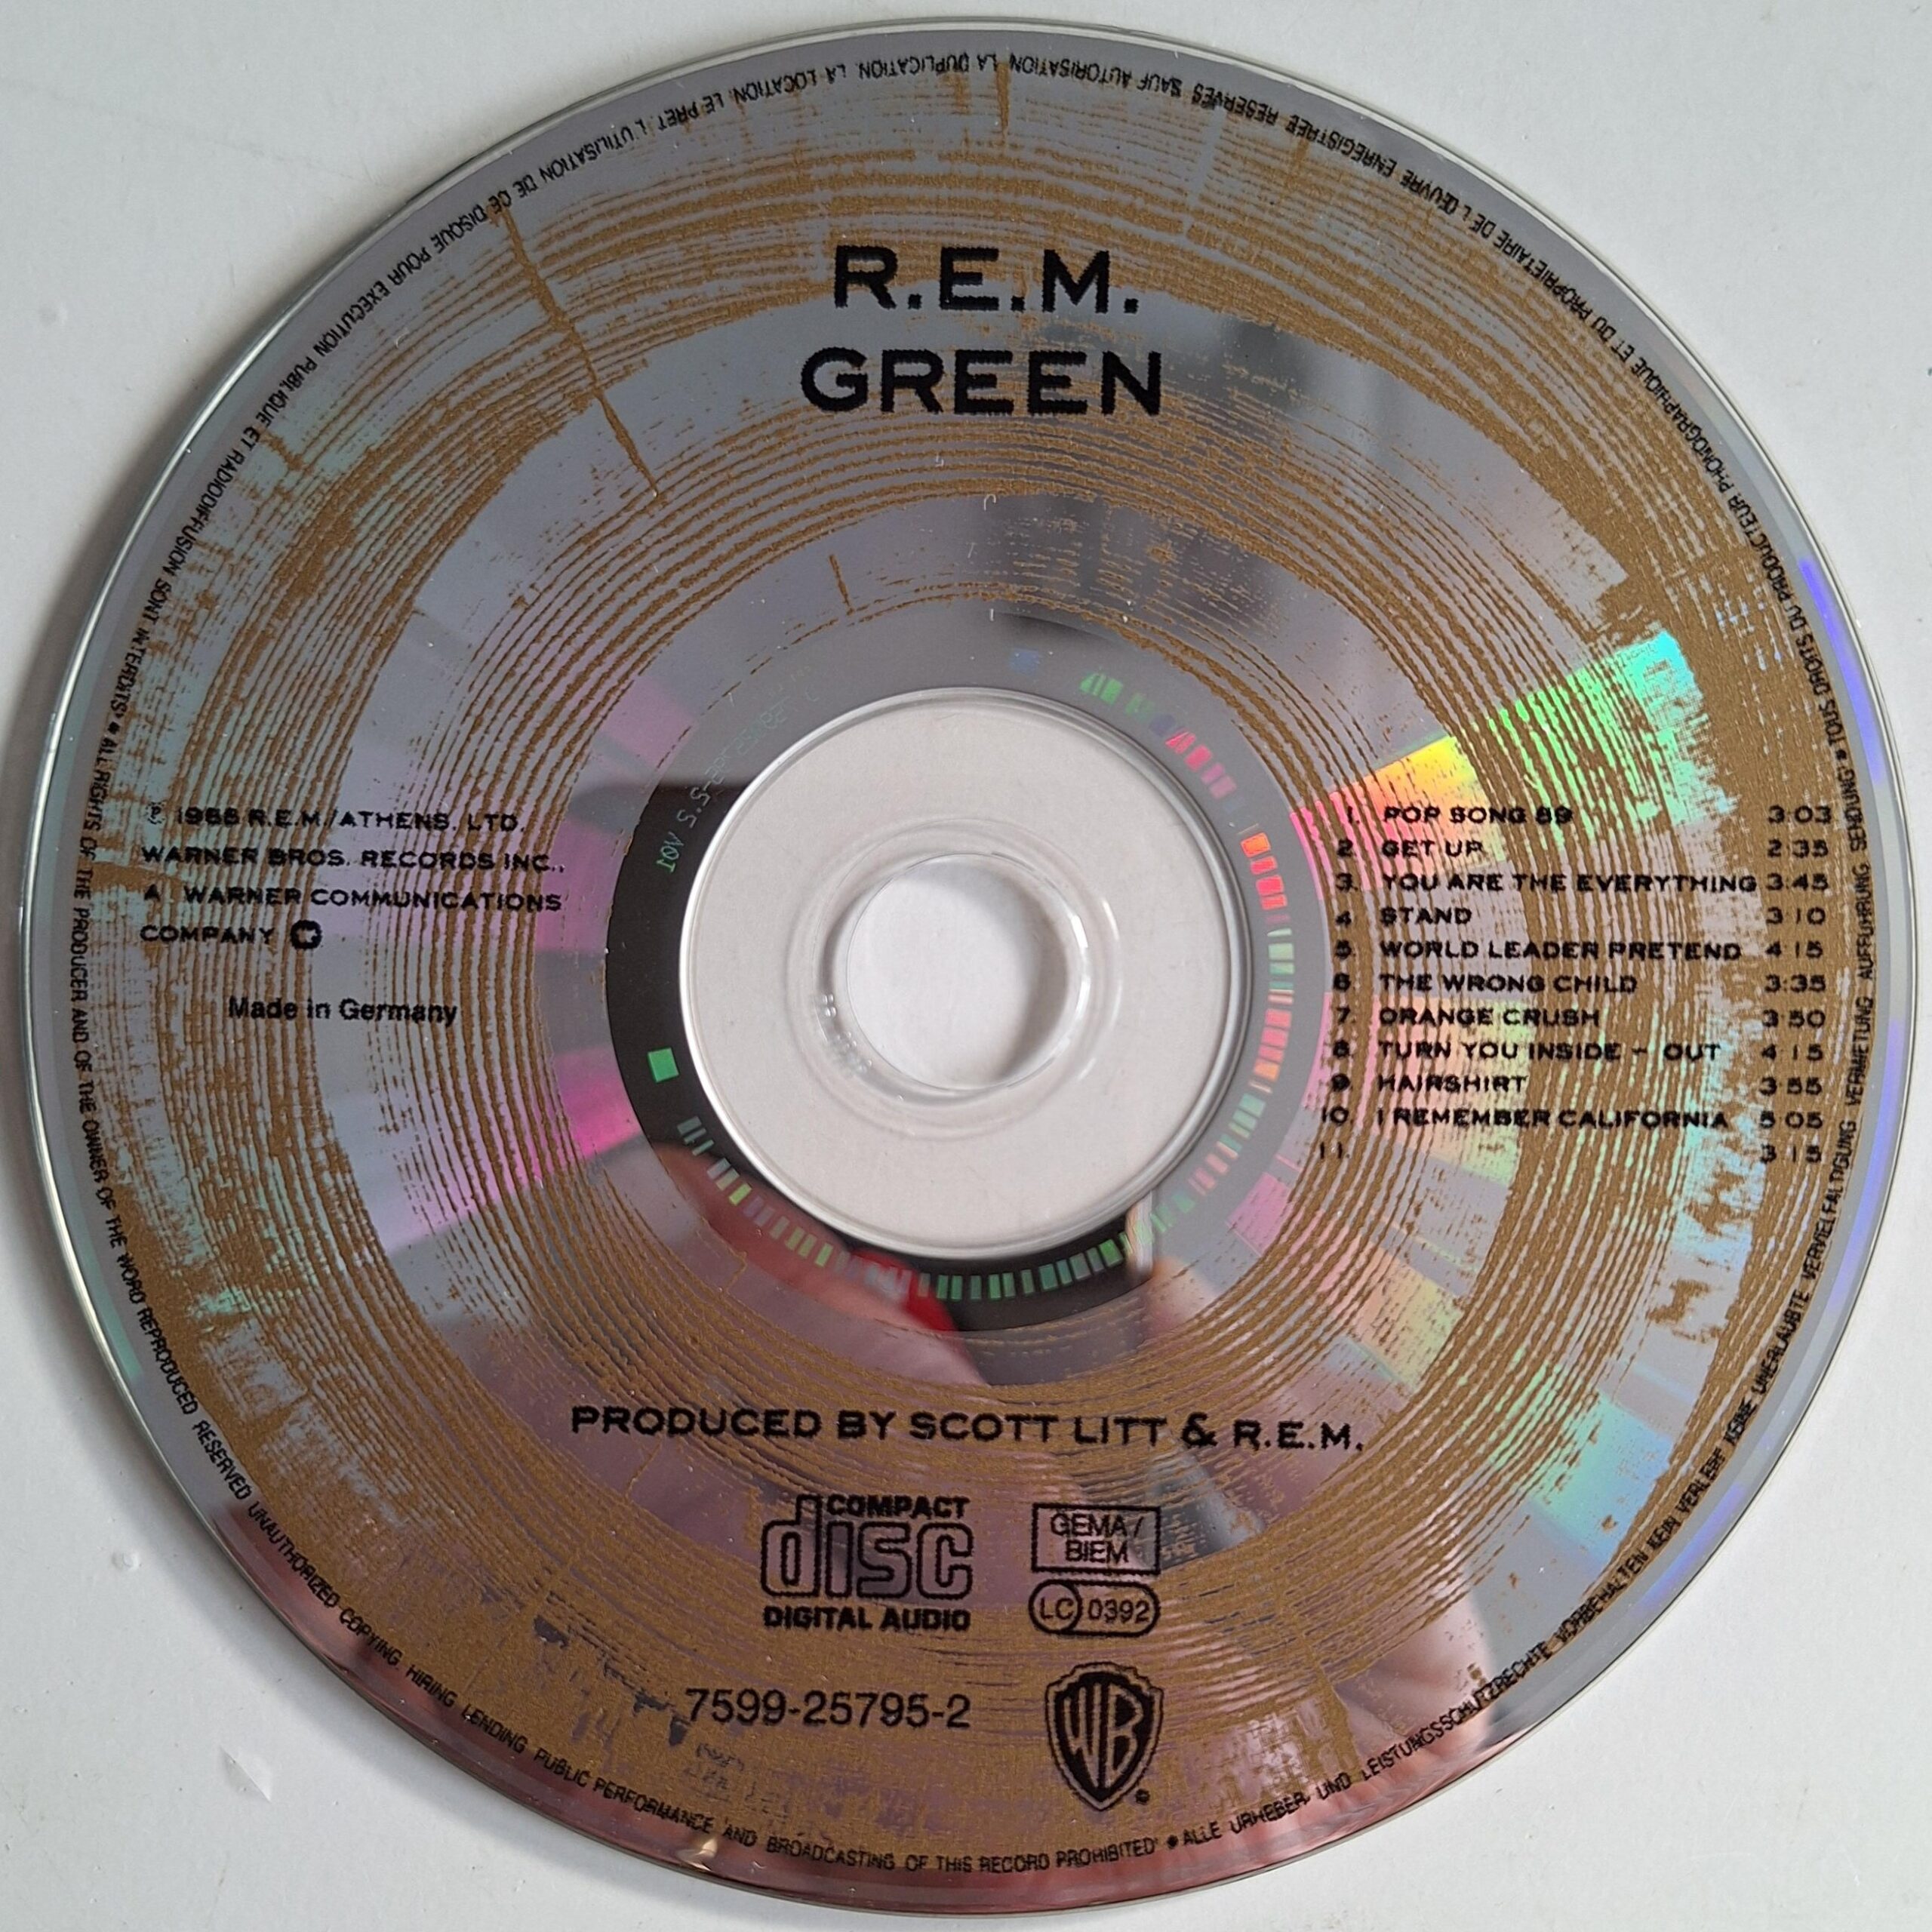 R.E.M.
GREEN
℗ 1988 R.E.M./ATHENS. LTD.
WARNER BROS. RECORDS INC.,
A WARNER COMMUNICATIONS
COMPANY
Made in Germany
1. POP SONG 89 3:03
2. GET UP 2:35
3. YOU ARE THE EVERYTHING 3:45
4. STAND 3:10
5. WORLD LEADER PRETEND 4:15
6. THE WRONG CHILD 3:35
7. ORANGE CRUSH 3:50
8. TURN YOU INSIDE - OUT 4:15
9. HAIRSHIRT 3:55
10. I REMEMBER CALIFORNIA 5:05
11. 3:15
PRODUCED BY SCOTT LITT & R.E.M.
COMPACT
disc
DIGITAL AUDIO
GEMA/
BIEM
LC 0392
7599-25795-2
WB
ALL RIGHTS OF THE PRODUCER AND OF THE OWNER OF THE WORD REPRODUCED RESERVED UNAUTHORIZED COPYING HIRING LENDING PUBLIC PERFORMANCE AND BROADCASTING OF THIS RECORD PROHIBITED
ALLE URHEBER- UND LEISTUNGSSCHUTZRECHTE VORBEHALTEN KEIN VERLEIH KEINE UNERLAUBTE VERVIELFALTIGUNG VERMIETUNG AUFFUHRUNG SENDUNG
TOUS DROITS DU PRODUCTEUR PHONOGRAPHIQUE ET DU PROPRIETAIRE DE L'ŒUVRE ENREGISTREE RESERVES SAUF AUTORISATION LA DUPLICATION, LA LOCATION, LE PRET, L'UTILISATION DE CE DISQUE POUR EXECUTION PUBLIQUE ET RADIODIFFUSION SONT INTERDITS